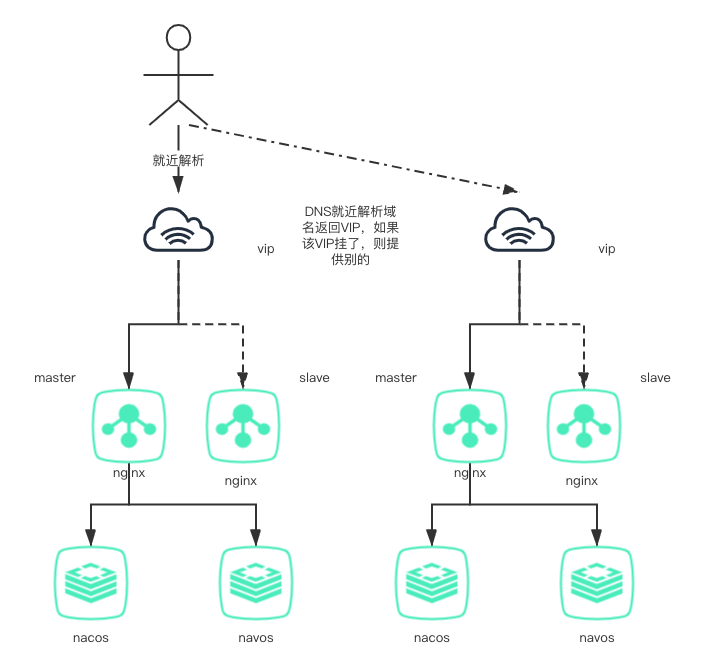 就近解析
DNS就近解析域
名返回VIP，如果
该VIP挂了，则提
供别的
vip
vip
master
slave
master
slave
nginx
nginx
nginx
nginx
nacos
navos
nacos
navos